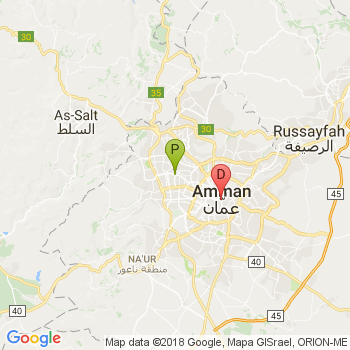 30
35
30
As-Salt
السلط
Russayfah
الرصيفة
P
D
Amman
عمان
NA'UR
منطقة ناعور
40
45
40
45
Google
Map data ©2018 Google, Mapa GISrael, ORION-ME